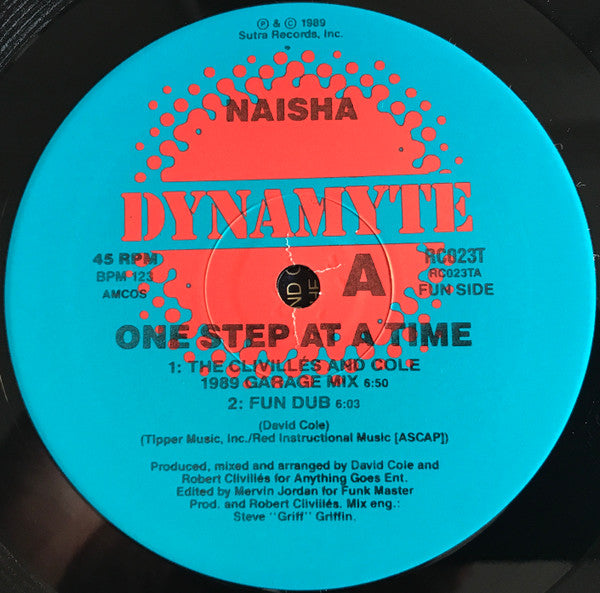 ℗ & © 1989
Sutra Records, Inc.
NAISHA
DYNAMYTE
45 RPM
BPM 123
AMCOS
A
RC023T
RC023TA
FUN SIDE
ONE STEP AT A TIME
1: THE CLIVILLÉS AND COLE
1989 GARAGE MIX 6:50
2: FUN DUB 6:03
(David Cole)
(Tipper Music, Inc./Red Instructional Music [ASCAP])
Produced, mixed and arranged by David Cole and
Robert Clivillés for Anything Goes Ent.
Edited by Mervin Jordan for Funk Master
Prod. and Robert Clivillés. Mix eng.:
Steve "Griff" Griffin.